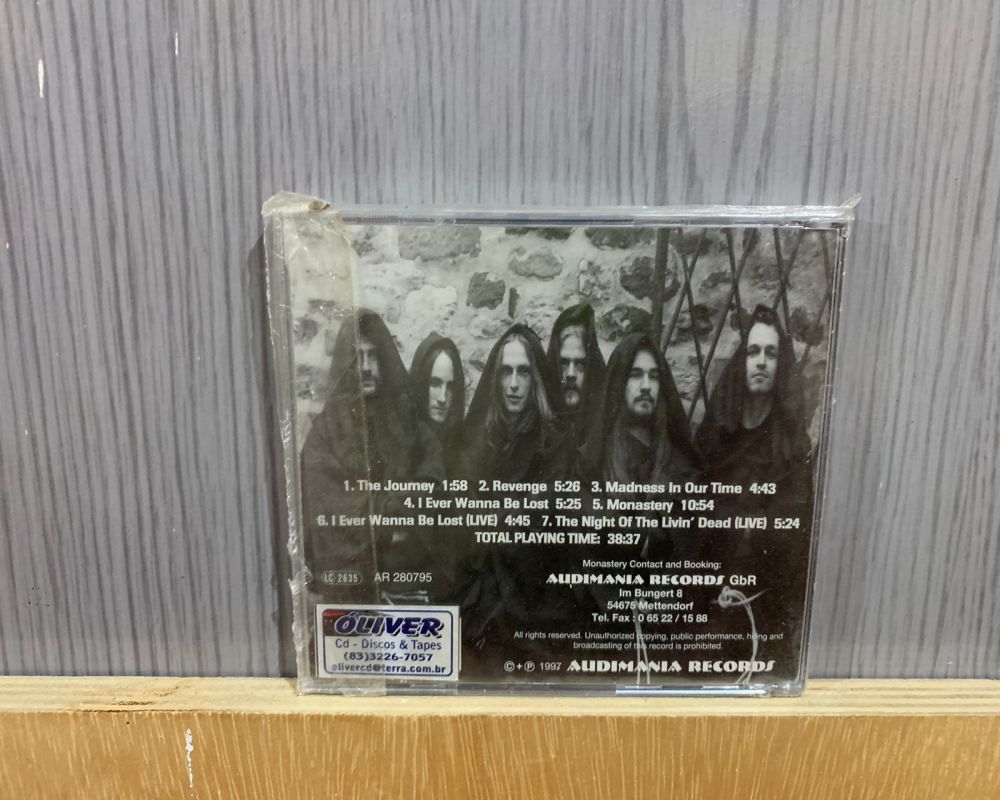 1. The Journey 1:58 2. Revenge 5:26 3. Madness In Our Time 4:43
4. I Ever Wanna Be Lost 5:25 5. Monastery 10:54
6. I Ever Wanna Be Lost (LIVE) 4:45 7. The Night Of The Livin' Dead (LIVE) 5:24
TOTAL PLAYING TIME: 38:37
Monastery Contact and Booking:
AUDIMANIA RECORDS GbR
Im Bungert 8
54675 Mettendorf
Tel. Fax : 0 65 22 / 15 88
LC 2635 AR 280795
All rights reserved. Unauthorized copying, public performance, hiring and
broadcasting of this record is prohibited.
©+℗ 1997 AUDIMANIA RECORDS
ÓLIVER
Cd - Discos & Tapes
(83)3226-7057
olivercd@terra.com.br